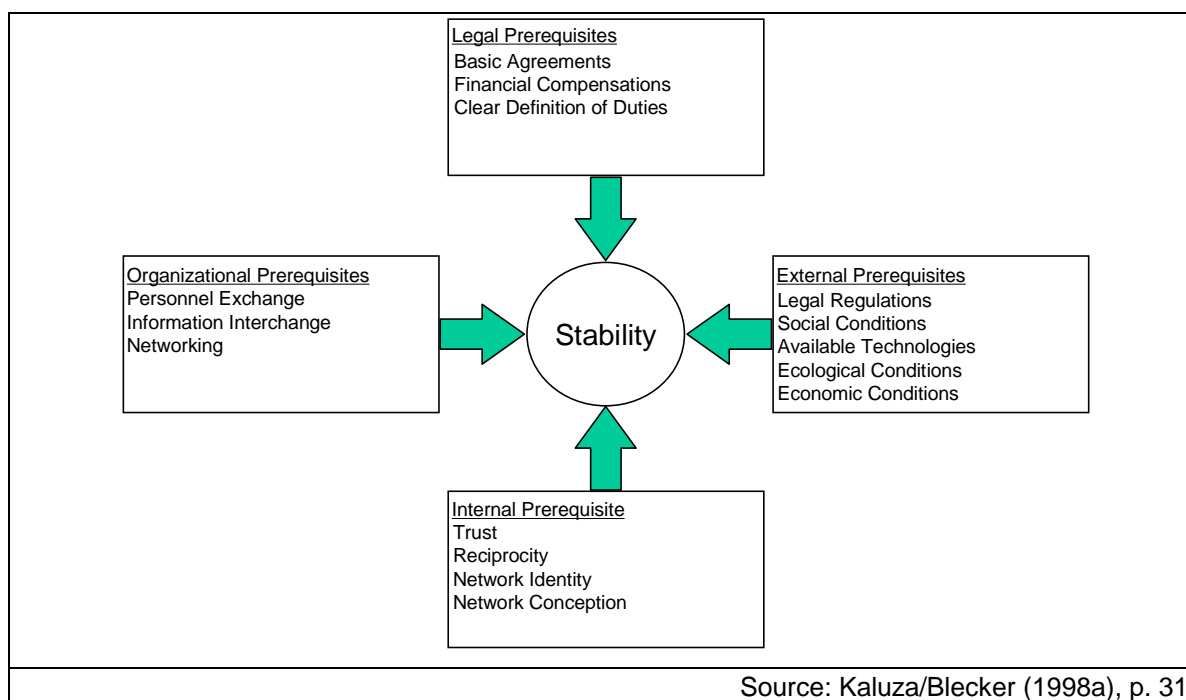 Legal Prerequisites
Basic Agreements
Financial Compensations
Clear Definition of Duties
Organizational Prerequisites
Personnel Exchange
Information Interchange
Networking
Stability
External Prerequisites
Legal Regulations
Social Conditions
Available Technologies
Ecological Conditions
Economic Conditions
Internal Prerequisite
Trust
Reciprocity
Network Identity
Network Conception
Source: Kaluza/Blecker (1998a), p. 31